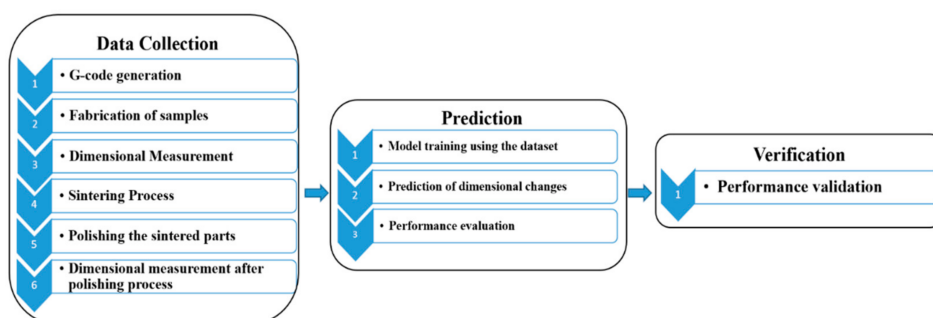 Data Collection
1 • G-code generation
2 • Fabrication of samples
3 • Dimensional Measurement
4 • Sintering Process
5 • Polishing the sintered parts
6 • Dimensional measurement after
polishing process
Prediction
1 • Model training using the dataset
2 • Prediction of dimensional changes
3 • Performance evaluation
Verification
1 • Performance validation